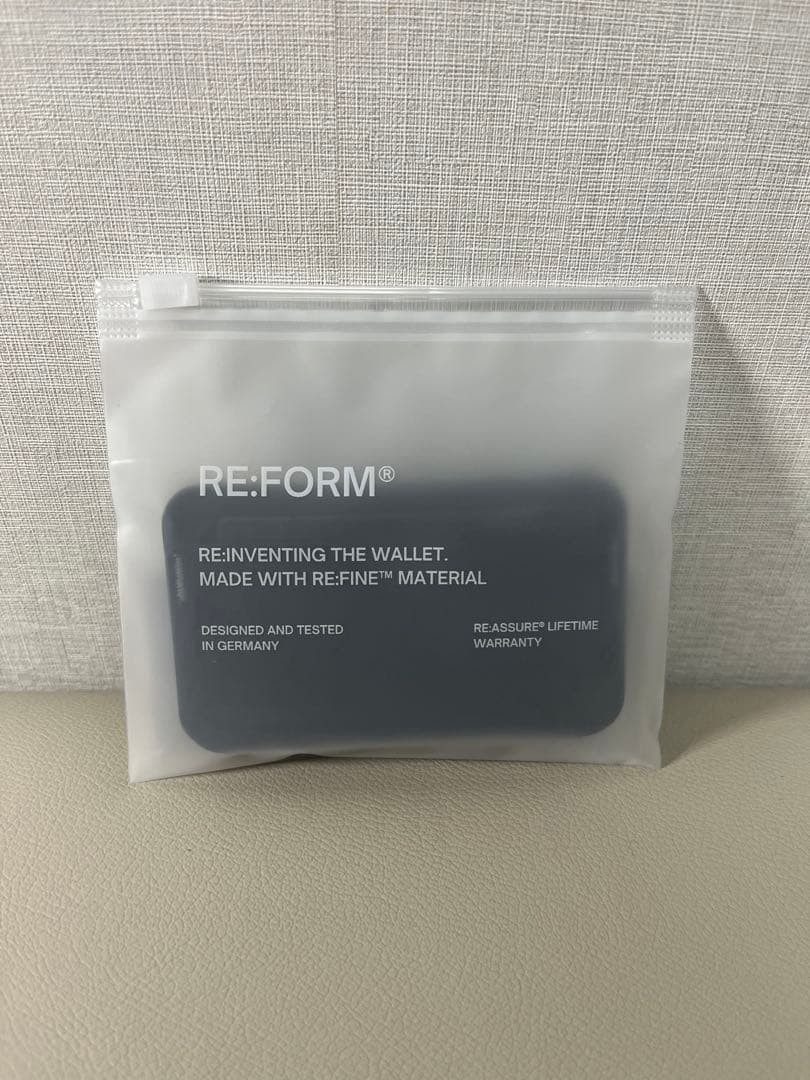 RE:FORM®
RE:INVENTING THE WALLET.
MADE WITH RE:FINE™ MATERIAL
DESIGNED AND TESTED
IN GERMANY
RE:ASSURE® LIFETIME
WARRANTY